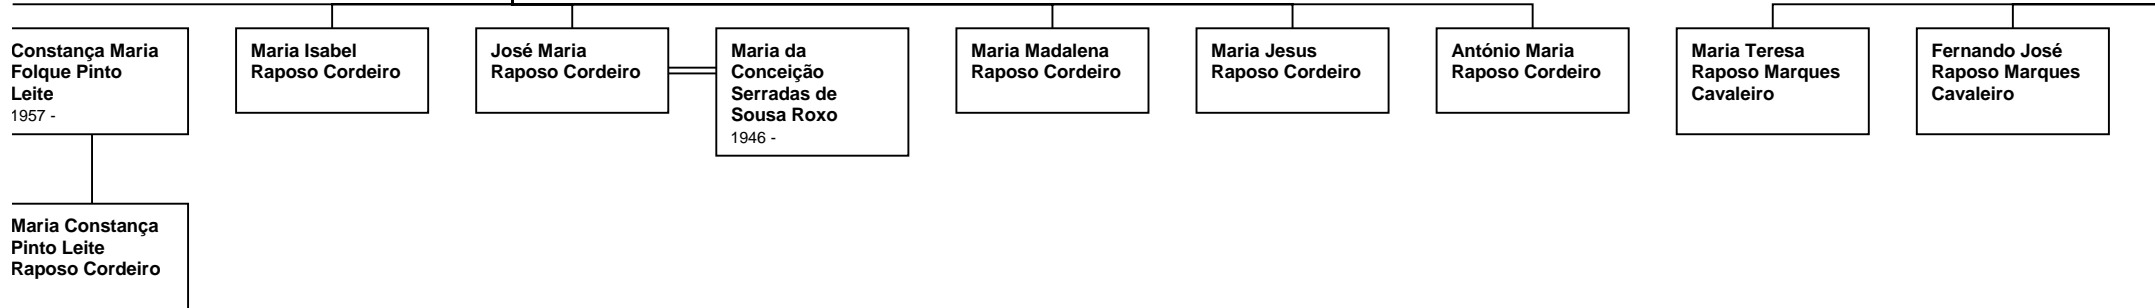 Constança Maria
Folque Pinto
Leite
1957 -
Maria Isabel
Raposo Cordeiro
José Maria
Raposo Cordeiro
Maria da
Conceição
Serradas de
Sousa Roxo
1946 -
Maria Madalena
Raposo Cordeiro
Maria Jesus
Raposo Cordeiro
António Maria
Raposo Cordeiro
Maria Teresa
Raposo Marques
Cavaleiro
Fernando José
Raposo Marques
Cavaleiro
Maria Constança
Pinto Leite
Raposo Cordeiro